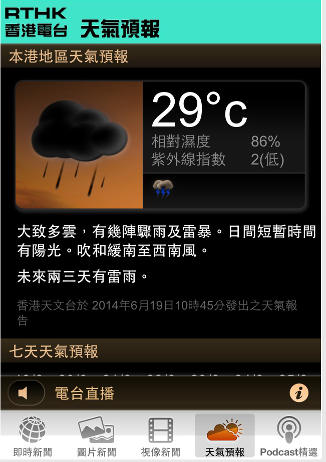 RTHK
香港電台 天氣預報
本港地區天氣預報
29°c
相對濕度 86%
紫外線指數 2(低)
大致多雲，有幾陣驟雨及雷暴。日間短暫時間
有陽光。吹和緩南至西南風。
未來兩三天有雷雨。
香港天文台於 2014年6月19日10時45分發出之天氣報
告
七天天氣預報
電台直播
即時新聞 圖片新聞 視像新聞 天氣預報 Podcast精選